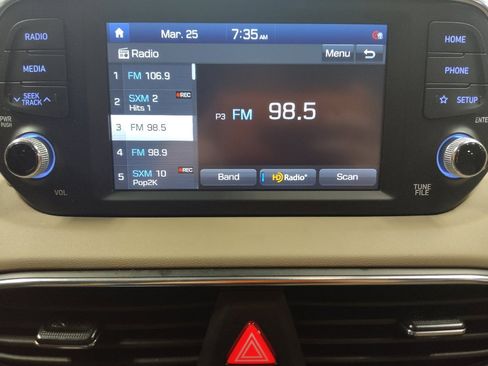 Mar. 25 7:35 AM
Radio Menu
1 FM 106.9
2 SXM 2 REC
Hits 1
3 FM 98.5
4 FM 98.9
5 SXM 10 REC
Pop2K
P3 FM 98.5
Band HD Radio® Scan
RADIO
MEDIA
SEEK
TRACK
PWR
PUSH
VOL
HOME
PHONE
SETUP
ENTE
TUNE
FILE